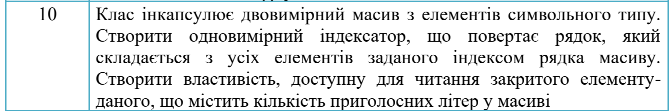 10 Клас інкапсулює двовимірний масив з елементів символьного типу.
Створити одновимірний індексатор, що повертає рядок, який
складається з усіх елементів заданого індексом рядка масиву.
Створити властивість, доступну для читання закритого елементу-
даного, що містить кількість приголосних літер у масиві